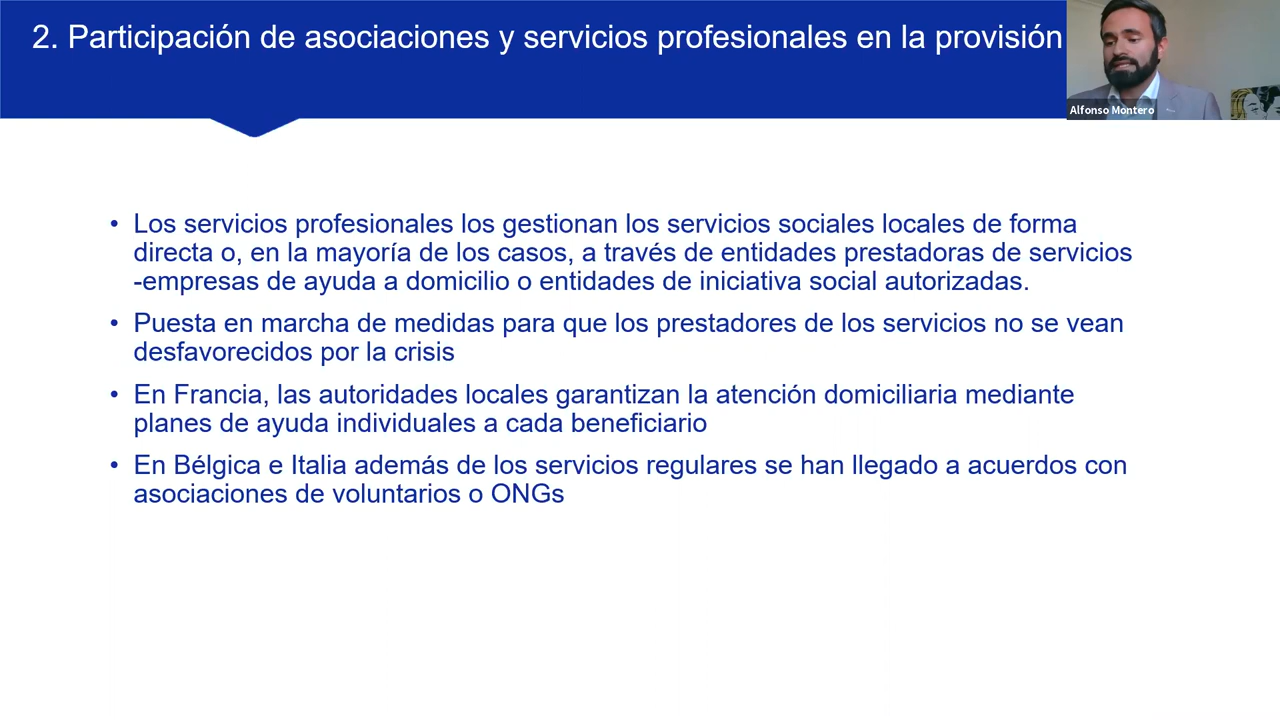 2. Participación de asociaciones y servicios profesionales en la provisión
Alfonso Montero
• Los servicios profesionales los gestionan los servicios sociales locales de forma
directa o, en la mayoría de los casos, a través de entidades prestadoras de servicios
-empresas de ayuda a domicilio o entidades de iniciativa social autorizadas.
• Puesta en marcha de medidas para que los prestadores de los servicios no se vean
desfavorecidos por la crisis
• En Francia, las autoridades locales garantizan la atención domiciliaria mediante
planes de ayuda individuales a cada beneficiario
• En Bélgica e Italia además de los servicios regulares se han llegado a acuerdos con
asociaciones de voluntarios o ONGs